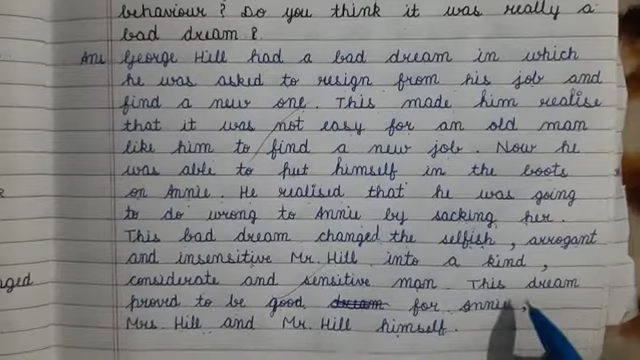 behaviour? Do you think it was really a
bad dream?
Ans George Hill had a bad dream in which
he was asked to resign from his job and
find a new one. This made him realise
that it was not easy for an old man
like him to find a new job. Now he
was able to put himself in the boots
on Annie. He realised that he was going
to do wrong to Annie by sacking her.
This bad dream changed the selfish, arrogant
and insensitive Mr. Hill into a kind,
considerate and sensitive man. This dream
proved to be good dream for Annie,
Mrs. Hill and Mr. Hill himself.